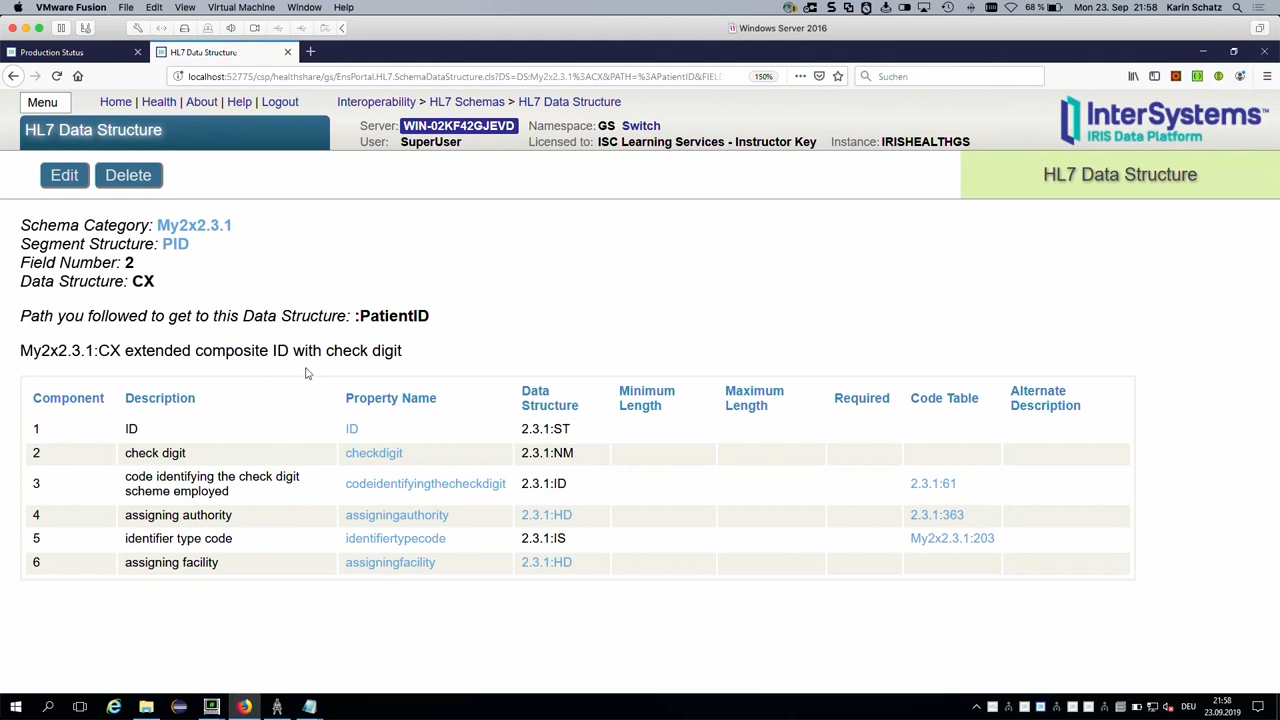 VMware Fusion File Edit View Virtual Machine Window Help 68 % Mon 23. Sep 21:58 Karin Schatz
Windows Server 2016
Production Status
HL7 Data Structure
localhost:52775/csp/healthshare/gs/EnsPortal.HL7.SchemaDataStructure.cls?DS=DS:My2x2.3.1%3ACX&PATH=%3APatientID&FIELD 150% Suchen
Menu Home | Health | About | Help | Logout Interoperability > HL7 Schemas > HL7 Data Structure
HL7 Data Structure
Server: WIN-02KF42GJEVD Namespace: GS Switch
User: SuperUser Licensed to: ISC Learning Services - Instructor Key Instance: IRISHEALTHGS
InterSystems™
IRIS Data Platform
Edit Delete
HL7 Data Structure
Schema Category: My2x2.3.1
Segment Structure: PID
Field Number: 2
Data Structure: CX
Path you followed to get to this Data Structure: :PatientID
My2x2.3.1:CX extended composite ID with check digit
Component Description Property Name Data Structure Minimum Length Maximum Length Required Code Table Alternate Description
1 ID ID 2.3.1:ST
2 check digit checkdigit 2.3.1:NM
3 code identifying the check digit scheme employed codeidentifyingthecheckdigit 2.3.1:ID 2.3.1:61
4 assigning authority assigningauthority 2.3.1:HD 2.3.1:363
5 identifier type code identifiertypecode 2.3.1:IS My2x2.3.1:203
6 assigning facility assigningfacility 2.3.1:HD
DEU
21:58
23.09.2019